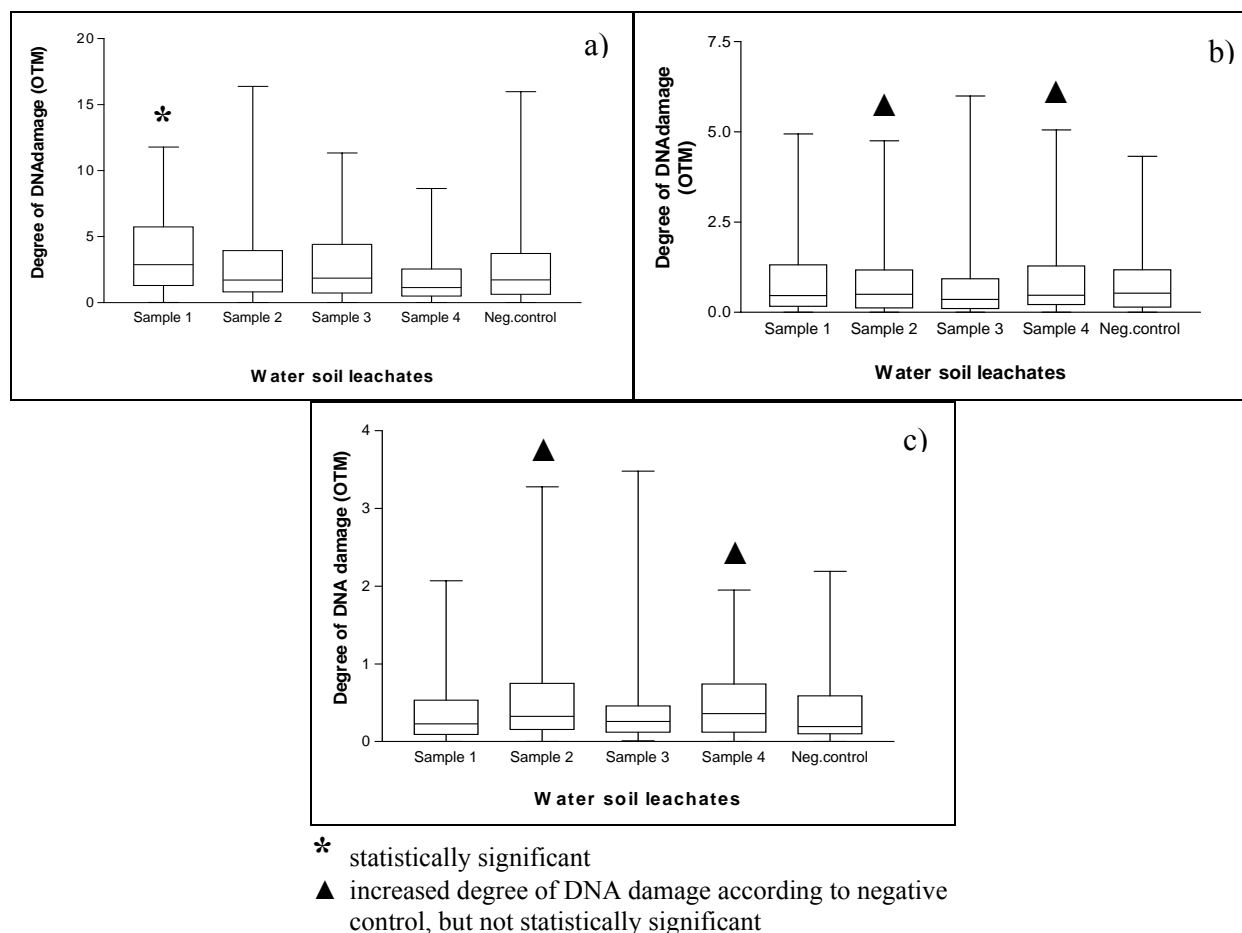 a)
Degree of DNAdamage (OTM)
20
15
10
5
0
*
Sample 1 Sample 2 Sample 3 Sample 4 Neg.control
Water soil leachates
b)
Degree of DNAdamage
(OTM)
7.5
5.0
2.5
0.0
▲ ▲
Sample 1 Sample 2 Sample 3 Sample 4 Neg.control
Water soil leachates
c)
Degree of DNA damage (OTM)
4
3
2
1
0
▲ ▲
Sample 1 Sample 2 Sample 3 Sample 4 Neg.control
Water soil leachates
* statistically significant
▲ increased degree of DNA damage according to negative
control, but not statistically significant